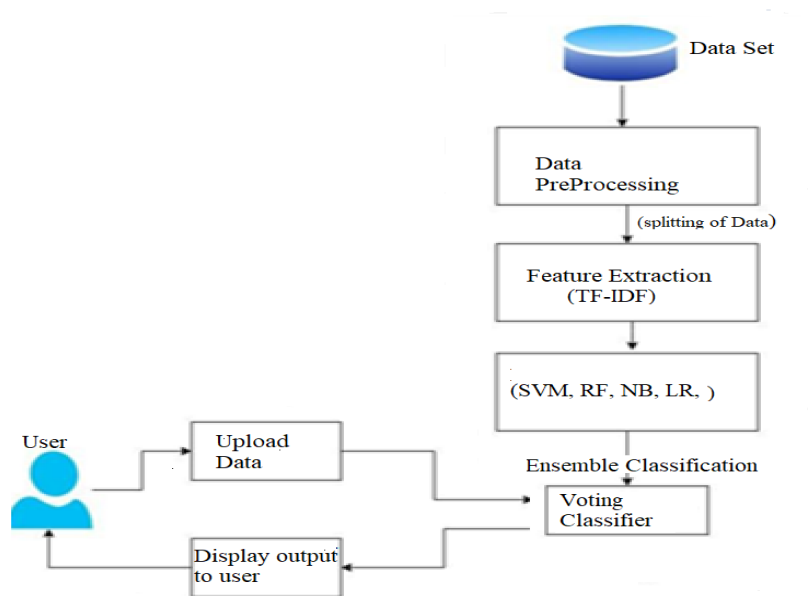 Data Set
Data
PreProcessing
(splitting of Data)
Feature Extraction
(TF-IDF)
(SVM, RF, NB, LR, )
Ensemble Classification
Voting
Classifier
User
Upload
Data
Display output
to user